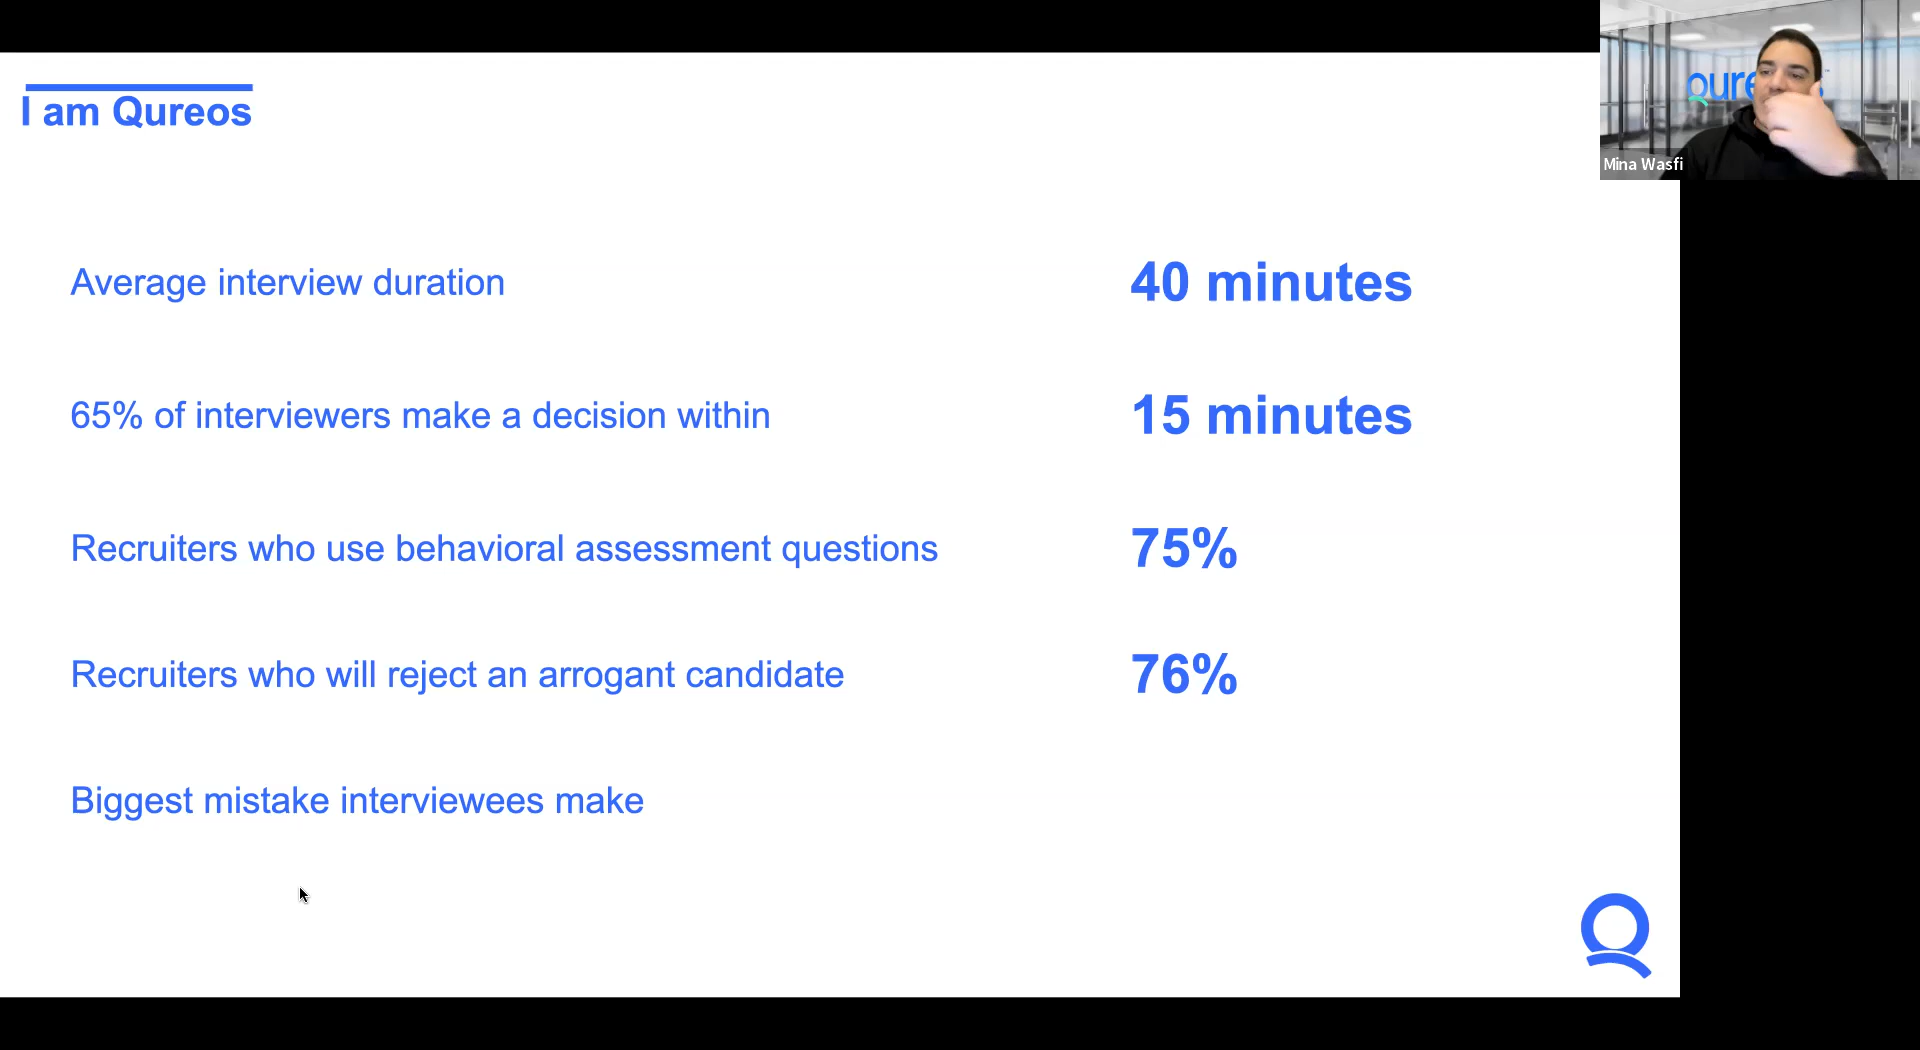 I am Qureos
Average interview duration
40 minutes
65% of interviewers make a decision within
15 minutes
Recruiters who use behavioral assessment questions
75%
Recruiters who will reject an arrogant candidate
76%
Biggest mistake interviewees make
Mina Wasfi